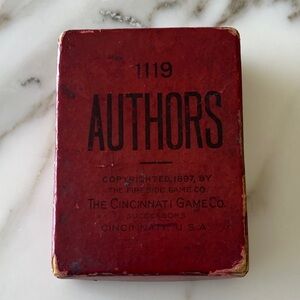 1119
AUTHORS
COPYRIGHTED, 1897, BY
THE FIRESIDE GAME CO.
THE CINCINNATI GAME CO.
SUCCESSORS
CINCINNATI, U.S.A.